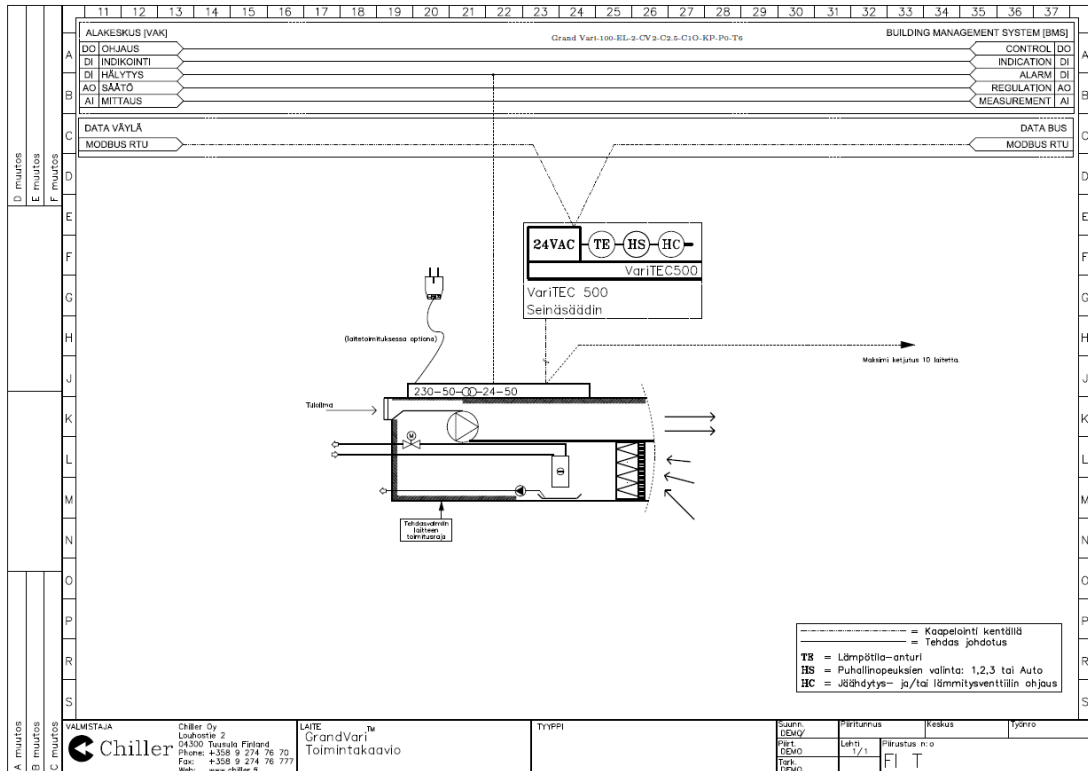 11 12 13 14 15 16 17 18 19 20 21 22 23 24 25 26 27 28 29 30 31 32 33 34 35 36 37
ALAKESKUS [VAK]
Grand Vari-100-EL-2-CV2-C2.5-C1O-KP-P0-T6
BUILDING MANAGEMENT SYSTEM [BMS]
DO OHJAUS
CONTROL DO
DI INDIKOINTI
INDICATION DI
DI HÄLYTYS
ALARM DI
AO SÄÄTÖ
REGULATION AO
AI MITTAUS
MEASUREMENT AI
DATA VÄYLÄ
DATA BUS
MODBUS RTU
MODBUS RTU
A
B
C
D
E
F
G
H
J
K
L
M
N
O
P
R
S
A
B
C
D
E
F
G
H
J
K
L
M
N
O
P
R
S
D muutos
E muutos
F muutos
A muutos
B muutos
C muutos
24VAC TE HS HC
VariTEC500
VariTEC 500
Seinäsäädin
(laitetoimituksessa optiona)
Maksimi ketjutus 10 laitetta.
230-50 24-50
Tuloilma
M
Tehdasvalmiin
laitteen
toimitusraja
= Kaapelointi kentällä
= Tehdas johdotus
TE = Lämpötila-anturi
HS = Puhallinopeuksien valinta: 1,2,3 tai Auto
HC = Jäähdytys- ja/tai lämmitysventtiilin ohjaus
VALMISTAJA
Chiller
Chiller Oy
Louhostie 2
04300 Tuusula Finland
Phone: +358 9 274 76 70
Fax: +358 9 274 76 777
Web: www.chiller.fi
LAITE
GrandVari™
Toimintakaavio
TYYPPI
Suunn.
DEMO/
Piirt.
DEMO
Tark.
DEMO
Piiritunnus
Keskus
Työnro
Lehti
1/1
Piirustus n:o
FI T